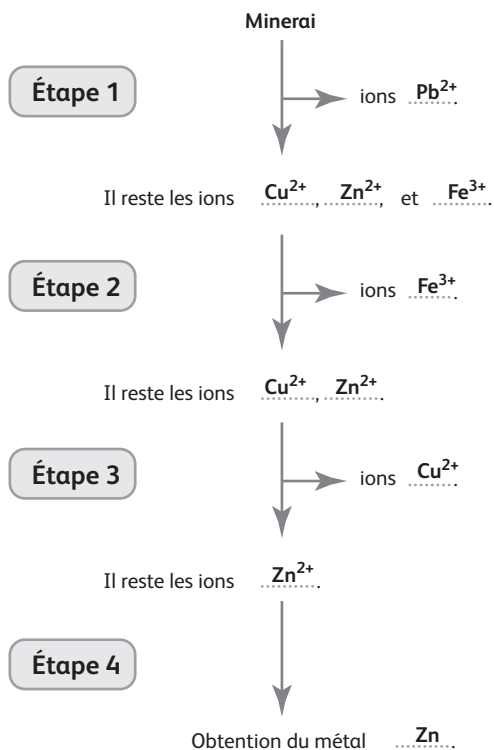 Minerai
Étape 1
ions Pb²⁺.
Il reste les ions Cu²⁺, Zn²⁺, et Fe³⁺.
Étape 2
ions Fe³⁺.
Il reste les ions Cu²⁺, Zn²⁺.
Étape 3
ions Cu²⁺.
Il reste les ions Zn²⁺.
Étape 4
Obtention du métal Zn.